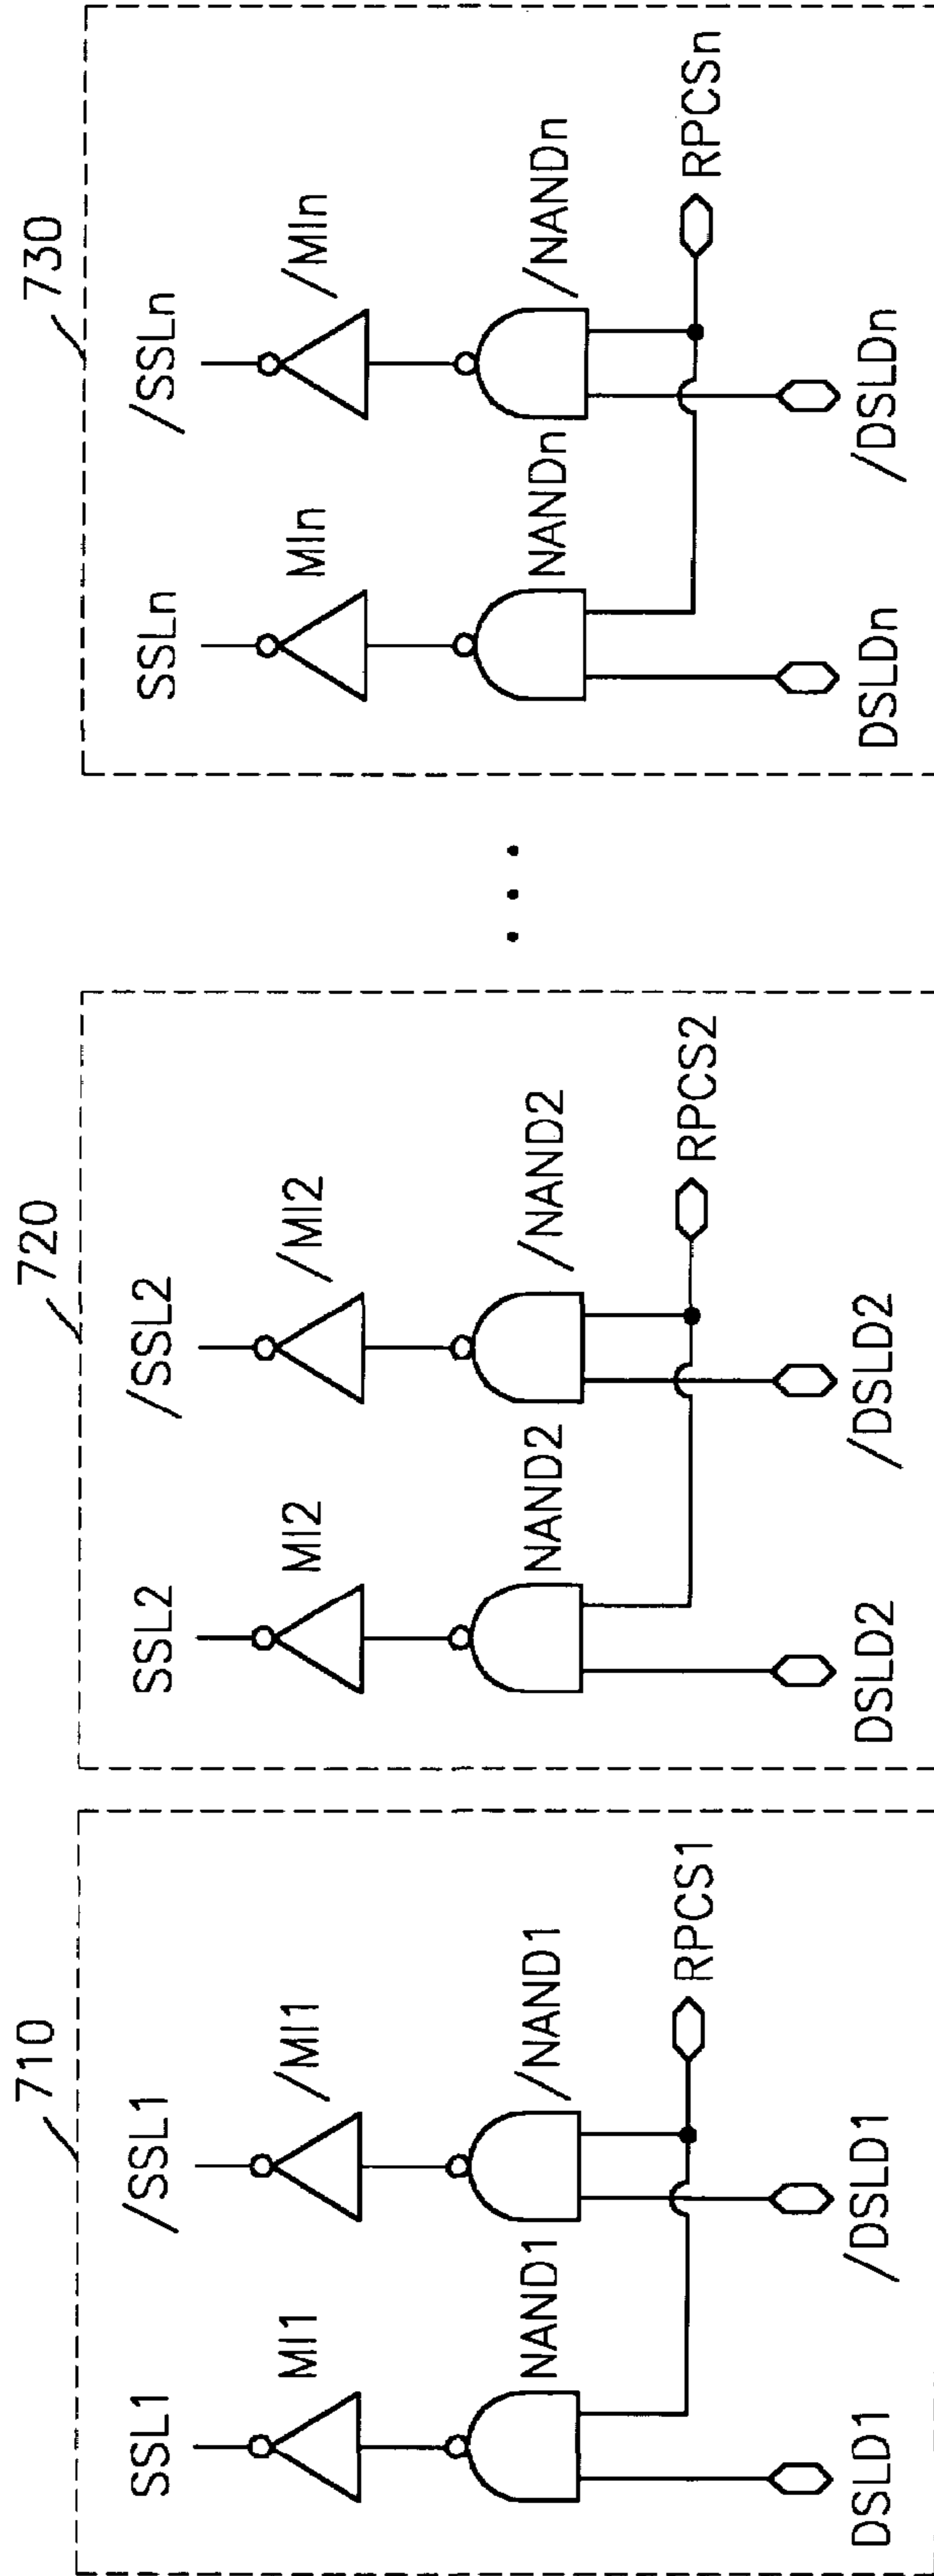 710
SSL1
/SSL1
MI1
/MI1
NAND1
/NAND1
RPCS1
DSLD1
/DSLD1
720
SSL2
/SSL2
MI2
/MI2
NAND2
/NAND2
RPCS2
DSLD2
/DSLD2
730
SSLn
/SSLn
MIn
/MIn
NANDn
/NANDn
RPCSn
DSLDn
/DSLDn